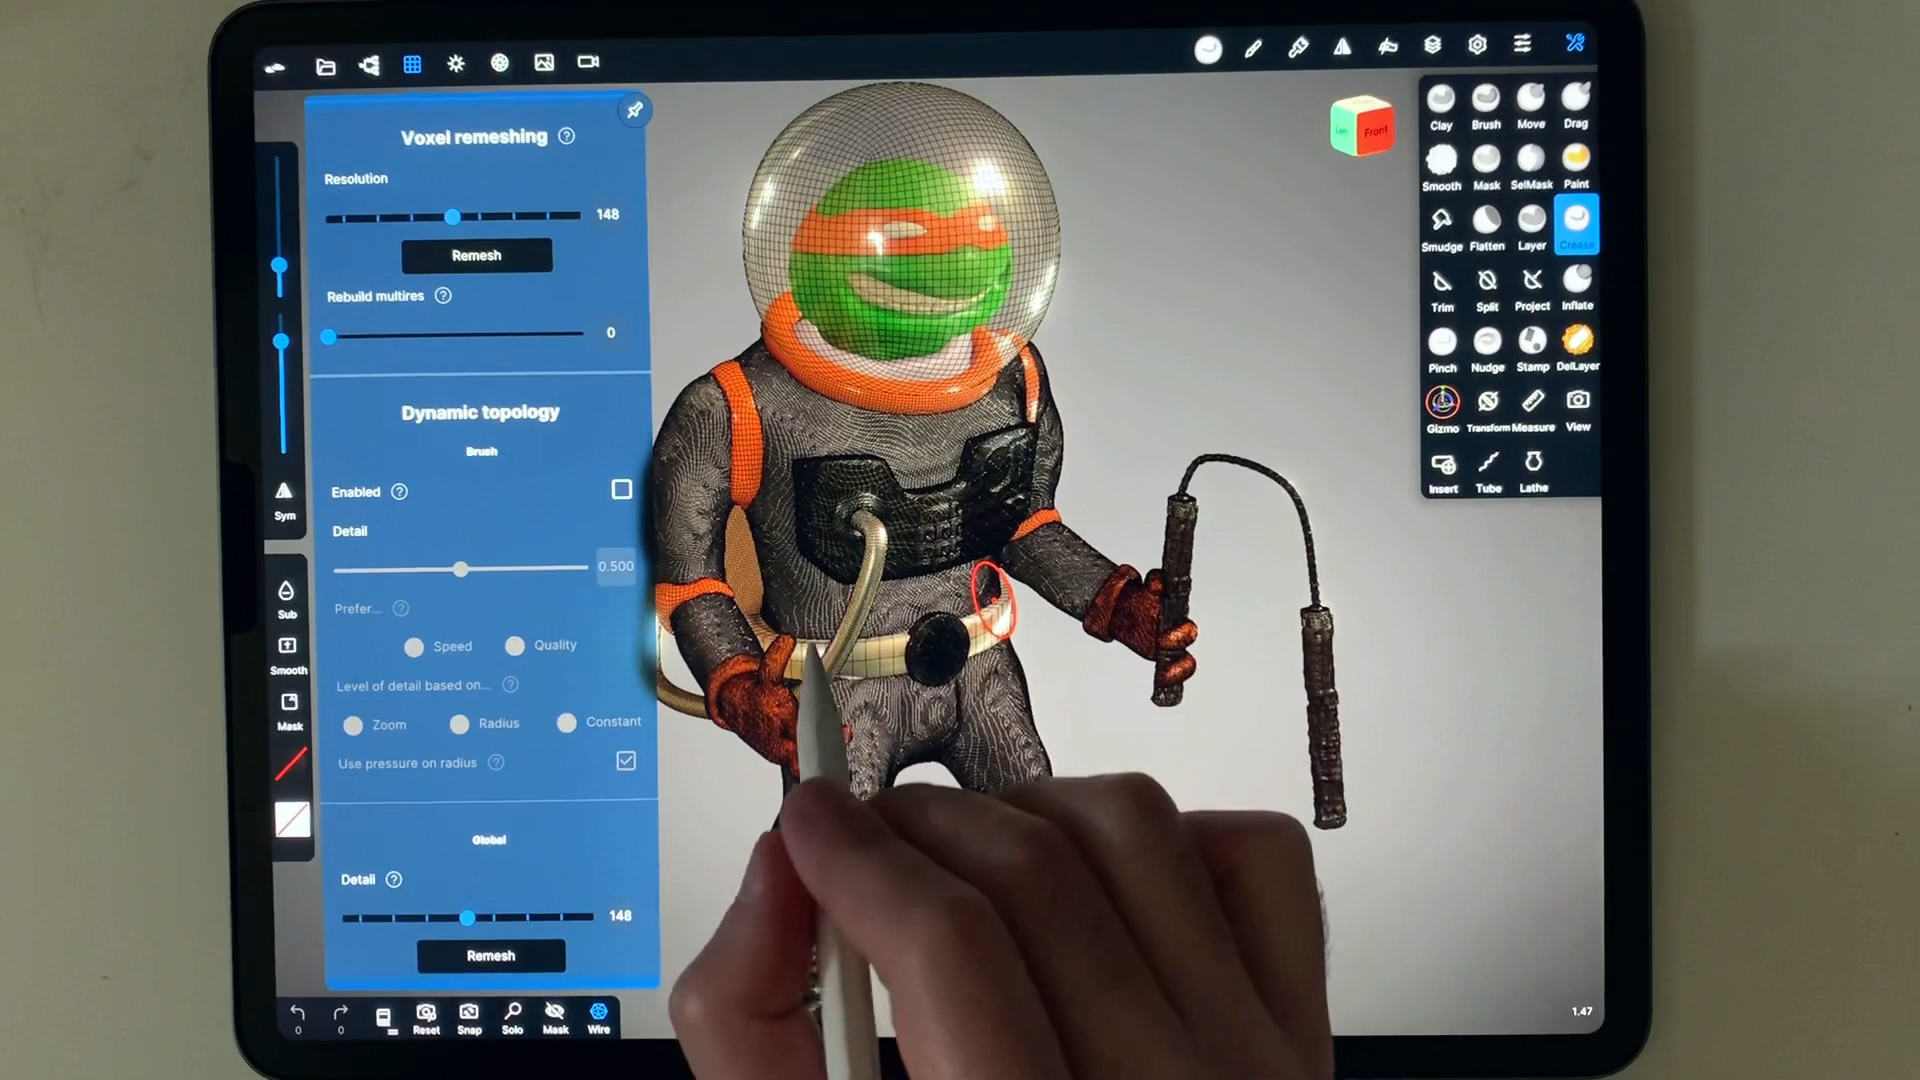 Voxel remeshing ?
Resolution
148
Remesh
Rebuild multires ?
0
Dynamic topology
Brush
Enabled ?
Detail
0.500
Prefer... ?
Speed Quality
Level of detail based on... ?
Zoom Radius Constant
Use pressure on radius ?
Global
Detail ?
148
Remesh
Sym
Sub
Smooth
Mask
0 0 Reset Snap Solo Mask Wire
Front
Clay Brush Move Drag
Smooth Mask SelMask Paint
Smudge Flatten Layer Crease
Trim Split Project Inflate
Pinch Nudge Stamp DelLayer
Gizmo Transform Measure View
Insert Tube Lathe
1.47